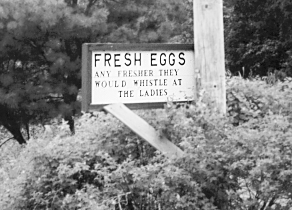 FRESH EGGS
ANY FRESHER THEY
WOULD WHISTLE AT
THE LADIES